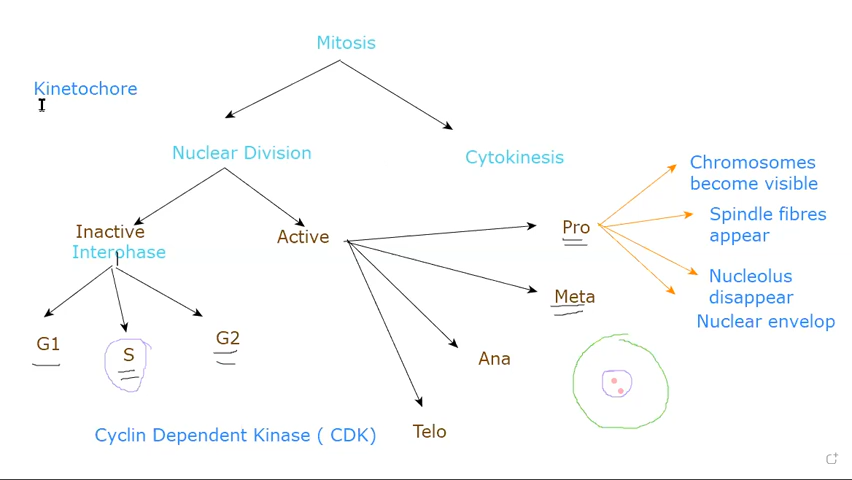 Mitosis
Kinetochore
Nuclear Division
Cytokinesis
Chromosomes
become visible
Inactive
Interphase
Active
Pro
Spindle fibres
appear
Nucleolus
disappear
Meta
Nuclear envelop
G1
S
G2
Ana
Cyclin Dependent Kinase ( CDK)
Telo